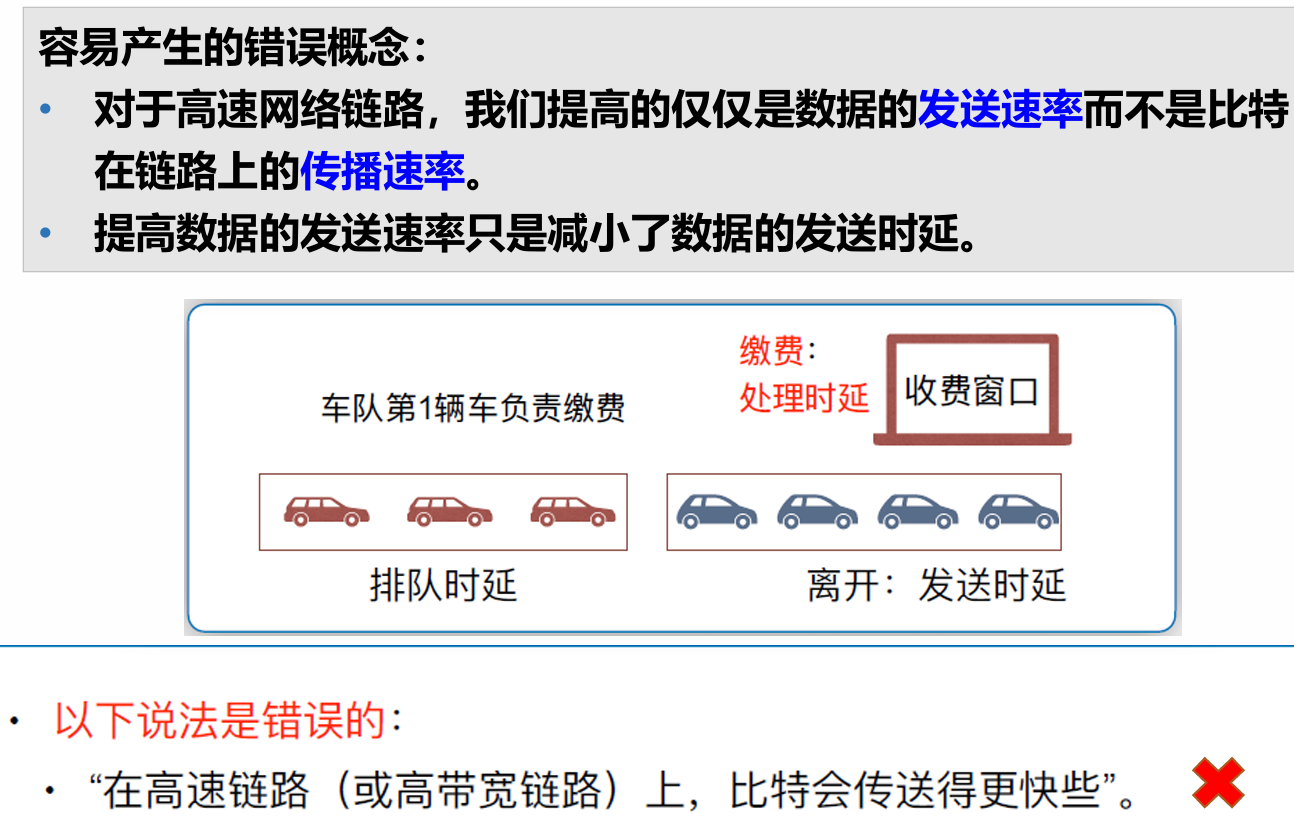 容易产生的错误概念：
• 对于高速网络链路，我们提高的仅仅是数据的发送速率而不是比特
在链路上的传播速率。
• 提高数据的发送速率只是减小了数据的发送时延。
缴费：
处理时延
收费窗口
车队第1辆车负责缴费
排队时延
离开：发送时延
• 以下说法是错误的：
• “在高速链路（或高带宽链路）上，比特会传送得更快些”。